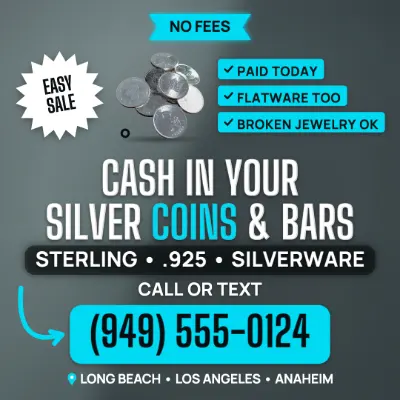 NO FEES
EASY
SALE
PAID TODAY
FLATWARE TOO
BROKEN JEWELRY OK
CASH IN YOUR
SILVER COINS & BARS
STERLING • .925 • SILVERWARE
CALL OR TEXT
(949) 555-0124
LONG BEACH • LOS ANGELES • ANAHEIM